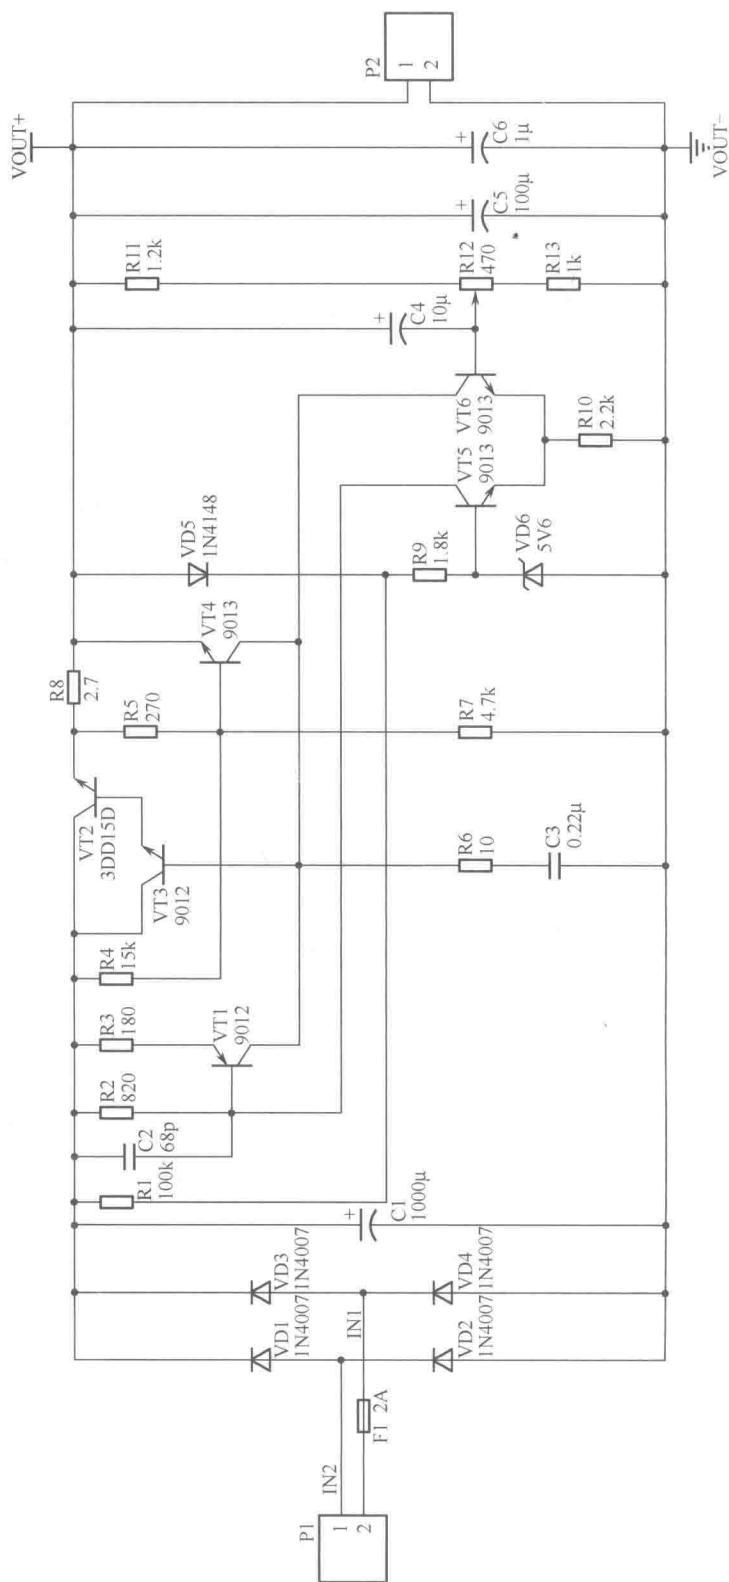 P1
1
2
IN2
IN1
F1 2A
VD1
1N4007
VD3
1N4007
VD2
1N4007
VD4
1N4007
C1
1000μ
R1
100k
C2
68p
R2
820
R3
180
VT1
9012
R4
15k
VT3
9012
VT2
3DD15D
R5
270
R8
2.7
R6
10
C3
0.22μ
R7
4.7k
VT4
9013
VD5
1N4148
R9
1.8k
VD6
5V6
VT5
9013
VT6
9013
R10
2.2k
C4
10μ
R11
1.2k
R12
470
R13
1k
C5
100μ
C6
1μ
VOUT+
VOUT-
P2
1
2